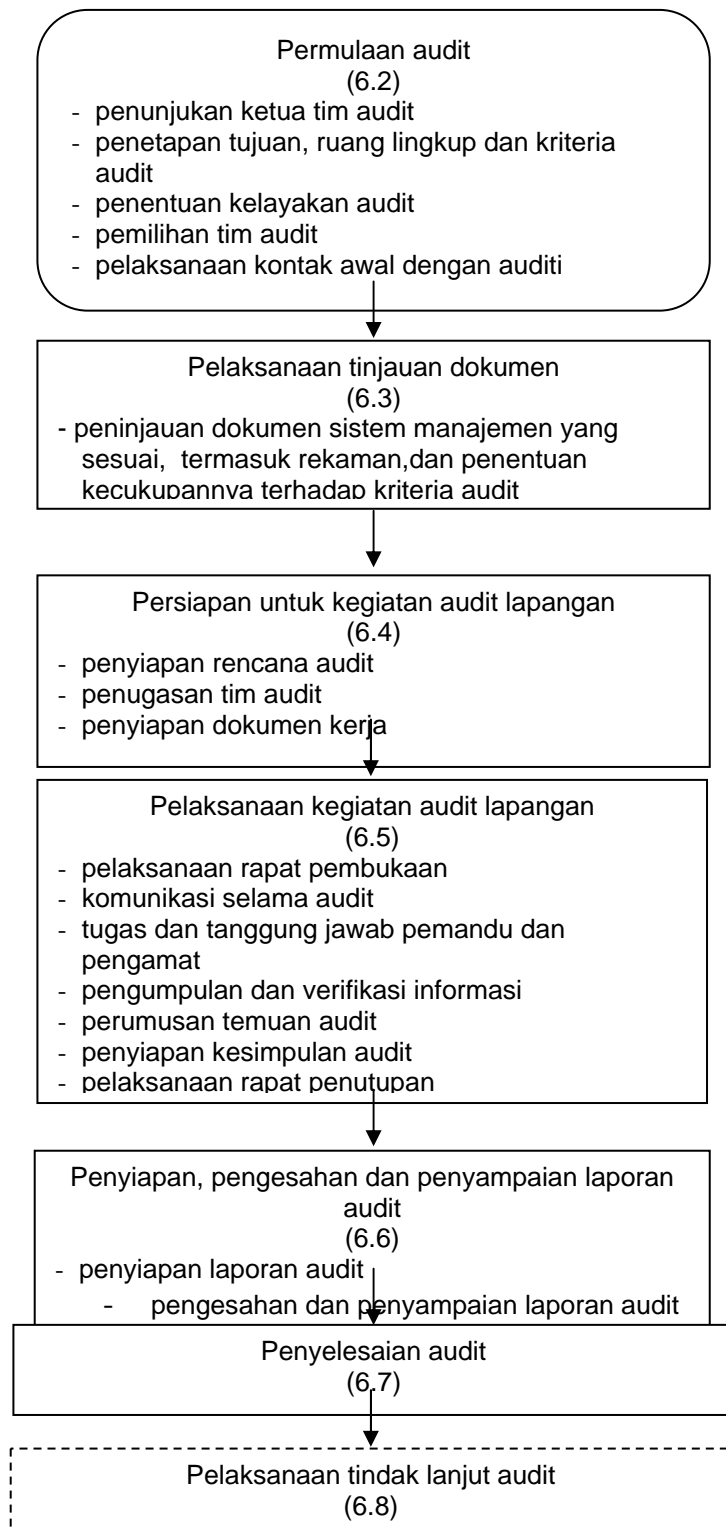 Permulaan audit
(6.2)
- penunjukan ketua tim audit
- penetapan tujuan, ruang lingkup dan kriteria
audit
- penentuan kelayakan audit
- pemilihan tim audit
- pelaksanaan kontak awal dengan auditi
Pelaksanaan tinjauan dokumen
(6.3)
- peninjauan dokumen sistem manajemen yang
sesuai, termasuk rekaman,dan penentuan
kecukupannya terhadap kriteria audit
Persiapan untuk kegiatan audit lapangan
(6.4)
- penyiapan rencana audit
- penugasan tim audit
- penyiapan dokumen kerja
Pelaksanaan kegiatan audit lapangan
(6.5)
- pelaksanaan rapat pembukaan
- komunikasi selama audit
- tugas dan tanggung jawab pemandu dan
pengamat
- pengumpulan dan verifikasi informasi
- perumusan temuan audit
- penyiapan kesimpulan audit
- pelaksanaan rapat penutupan
Penyiapan, pengesahan dan penyampaian laporan
audit
(6.6)
- penyiapan laporan audit
- pengesahan dan penyampaian laporan audit
Penyelesaian audit
(6.7)
Pelaksanaan tindak lanjut audit
(6.8)